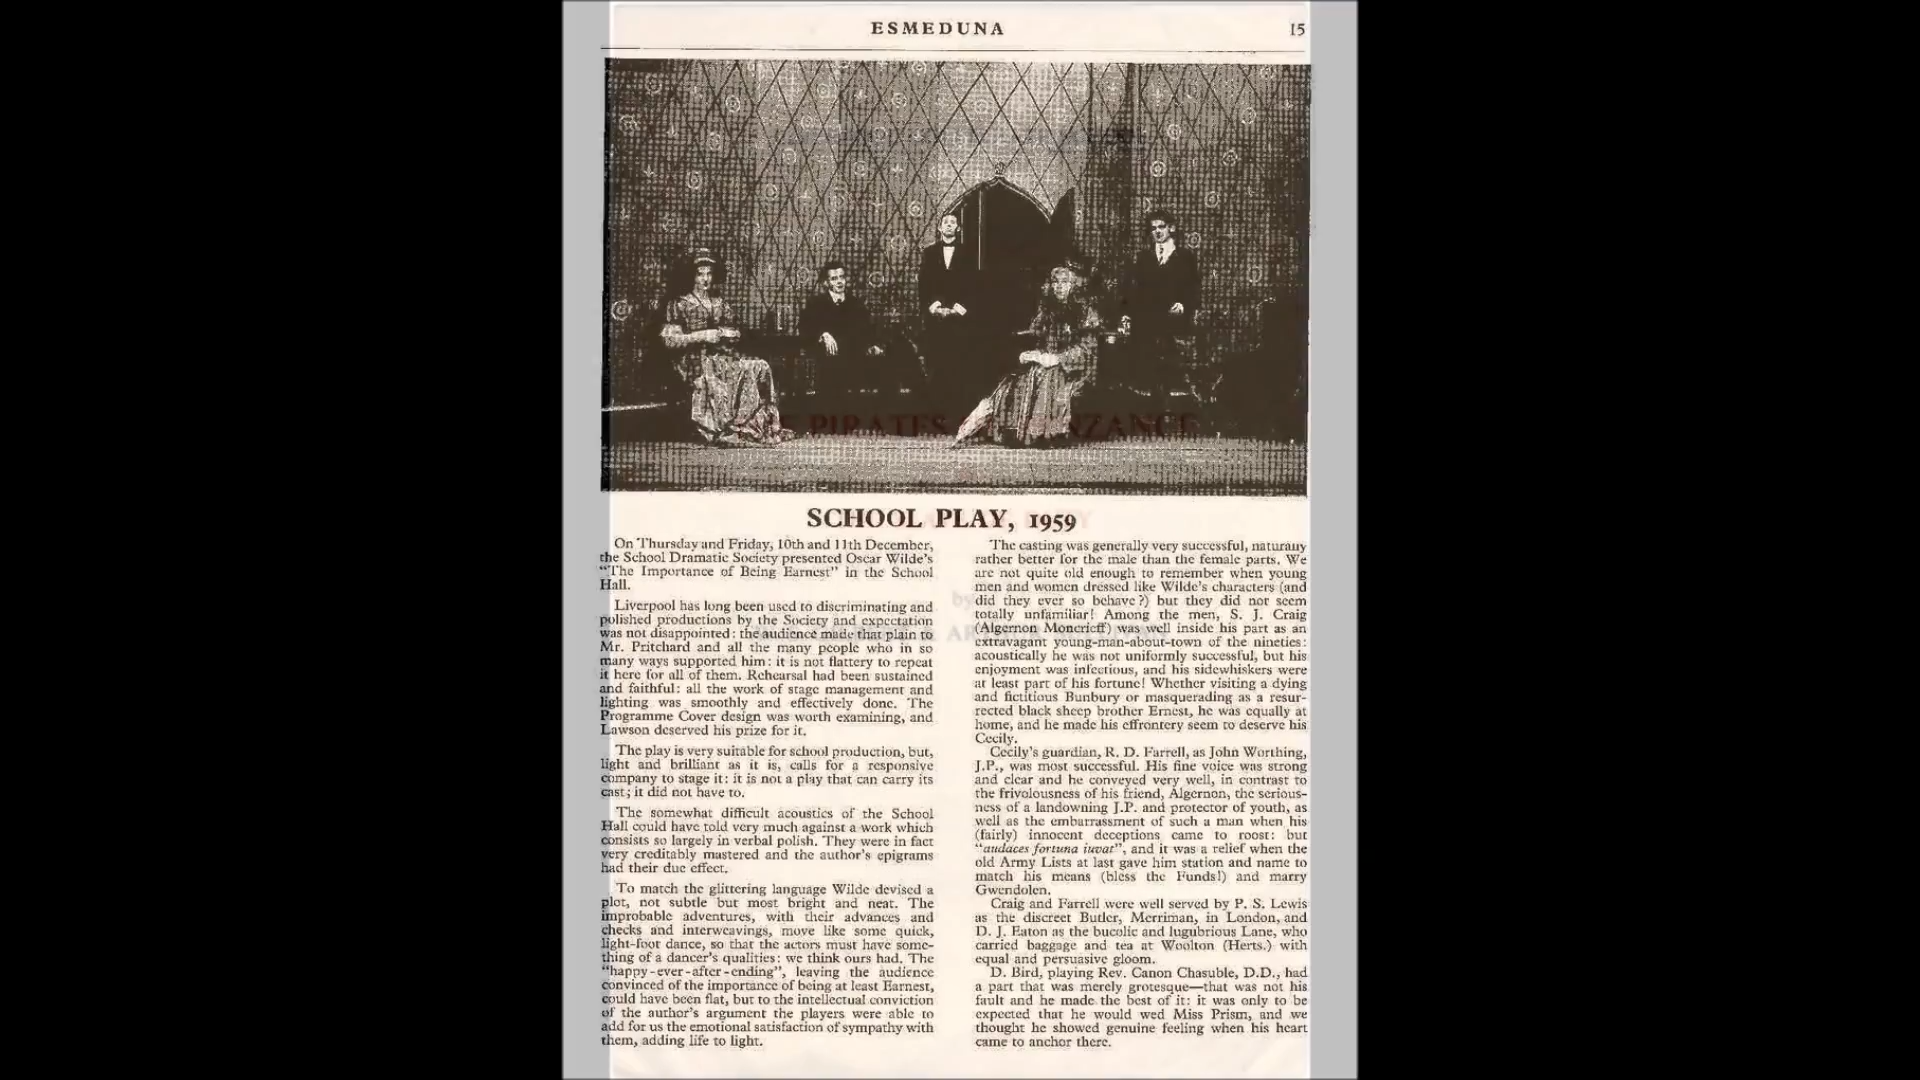 ESMEDUNA 15
THE PIRATES OF PENZANCE
SCHOOL PLAY, 1959
On Thursday and Friday, 10th and 11th December,
the School Dramatic Society presented Oscar Wilde's
"The Importance of Being Earnest" in the School
Hall.
Liverpool has long been used to discriminating and
polished productions by the Society and expectation
was not disappointed: the audience made that plain to
Mr. Pritchard and all the many people who in so
many ways supported him: it is not flattery to repeat
it here for all of them. Rehearsal had been sustained
and faithful: all the work of stage management and
lighting was smoothly and effectively done. The
Programme Cover design was worth examining, and
Lawson deserved his prize for it.
The play is very suitable for school production, but,
light and brilliant as it is, calls for a responsive
company to stage it: it is not a play that can carry its
cast; it did not have to.
The somewhat difficult acoustics of the School
Hall could have told very much against a work which
consists so largely in verbal polish. They were in fact
very creditably mastered and the author's epigrams
had their due effect.
To match the glittering language Wilde devised a
plot, not subtle but most bright and neat. The
improbable adventures, with their advances and
checks and interweavings, move like some quick,
light-foot dance, so that the actors must have some-
thing of a dancer's qualities: we think ours had. The
"happy-ever-after-ending", leaving the audience
convinced of the importance of being at least Earnest,
could have been flat, but to the intellectual conviction
of the author's argument the players were able to
add for us the emotional satisfaction of sympathy with
them, adding life to light.
The casting was generally very successful, naturally
rather better for the male than the female parts. We
are not quite old enough to remember when young
men and women dressed like Wilde's characters (and
did they ever so behave?) but they did not seem
totally unfamiliar! Among the men, S. J. Craig
(Algernon Moncrieff) was well inside his part as an
extravagant young-man-about-town of the nineties:
acoustically he was not uniformly successful, but his
enjoyment was infectious, and his sidewhiskers were
at least part of his fortune! Whether visiting a dying
and fictitious Bunbury or masquerading as a resur-
rected black sheep brother Ernest, he was equally at
home, and he made his effrontery seem to deserve his
Cecily.
Cecily's guardian, R. D. Farrell, as John Worthing,
J.P., was most successful. His fine voice was strong
and clear and he conveyed very well, in contrast to
the frivolousness of his friend, Algernon, the serious-
ness of a landowning J.P. and protector of youth, as
well as the embarrassment of such a man when his
(fairly) innocent deceptions came to roost: but
"audaces fortuna iuvat", and it was a relief when the
old Army Lists at last gave him station and name to
match his means (bless the Funds!) and marry
Gwendolen.
Craig and Farrell were well served by P. S. Lewis
as the discreet Butler, Merriman, in London, and
D. J. Eaton as the bucolic and lugubrious Lane, who
carried baggage and tea at Woolton (Herts.) with
equal and persuasive gloom.
D. Bird, playing Rev. Canon Chasuble, D.D., had
a part that was merely grotesque—that was not his
fault and he made the best of it: it was only to be
expected that he would wed Miss Prism, and we
thought he showed genuine feeling when his heart
came to anchor there.